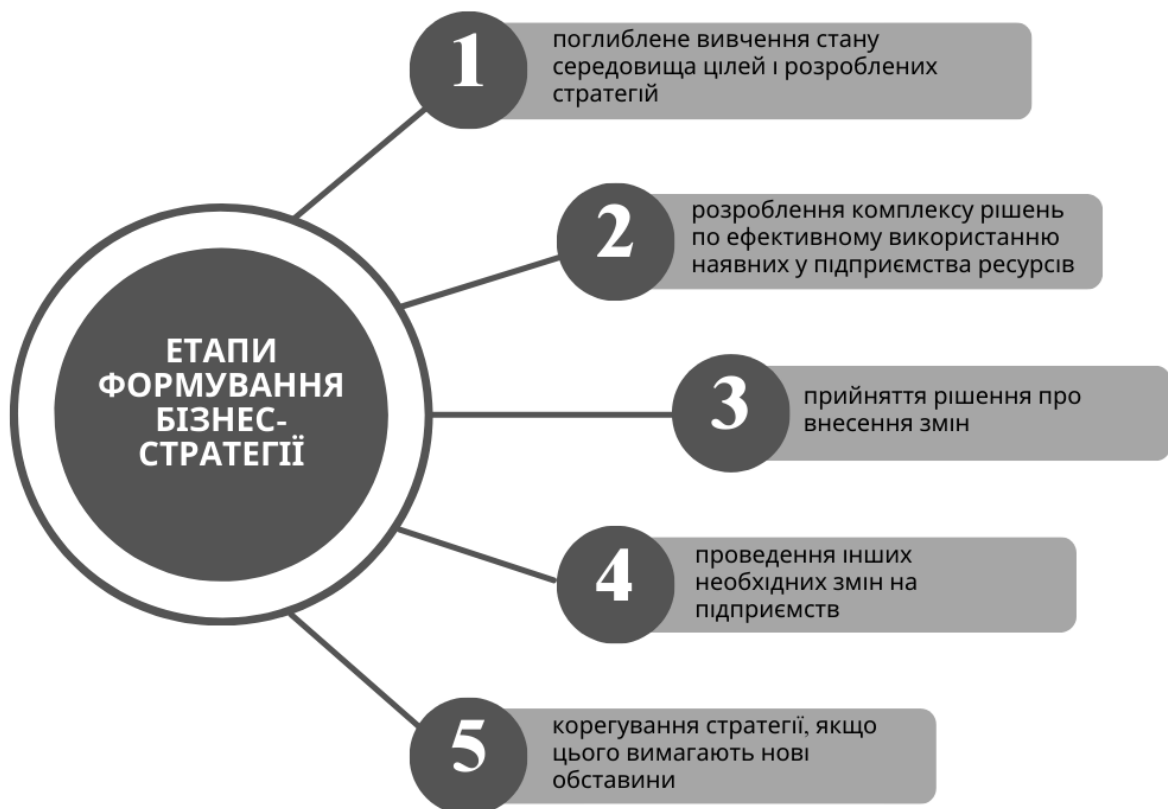 ЕТАПИ
ФОРМУВАННЯ
БІЗНЕС-
СТРАТЕГІЇ
1
поглиблене вивчення стану
середовища цілей і розроблених
стратегій
2
розроблення комплексу рішень
по ефективному використанню
наявних у підприємства ресурсів
3
прийняття рішення про
внесення змін
4
проведення інших
необхідних змін на
підприємств
5
корегування стратегії, якщо
цього вимагають нові
обставини